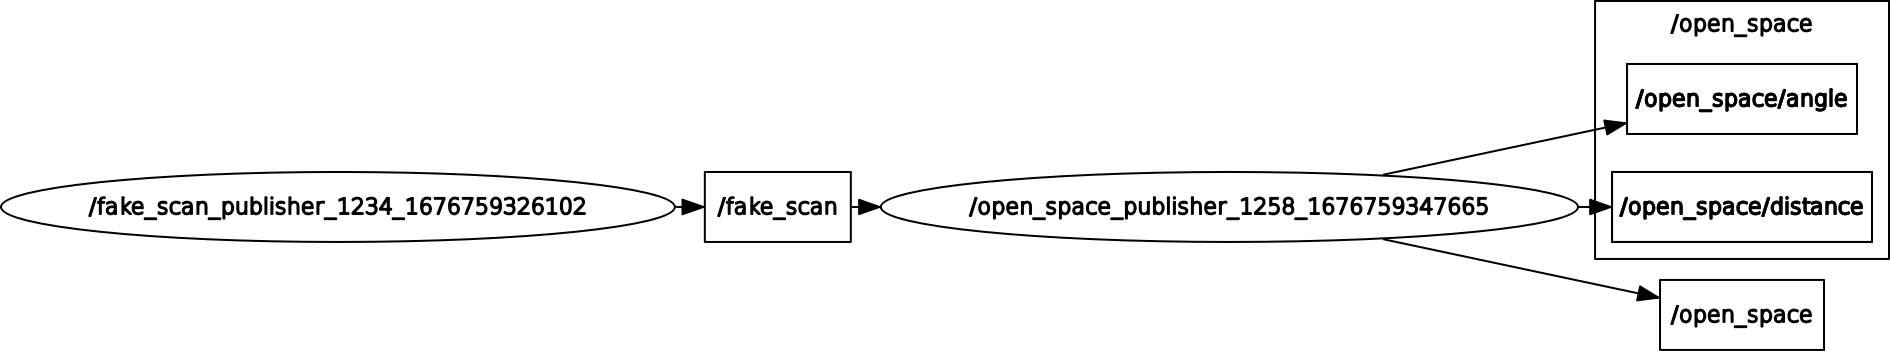 /open_space
/open_space/angle
/fake_scan_publisher_1234_1676759326102
/fake_scan
/open_space_publisher_1258_1676759347665
/open_space/distance
/open_space